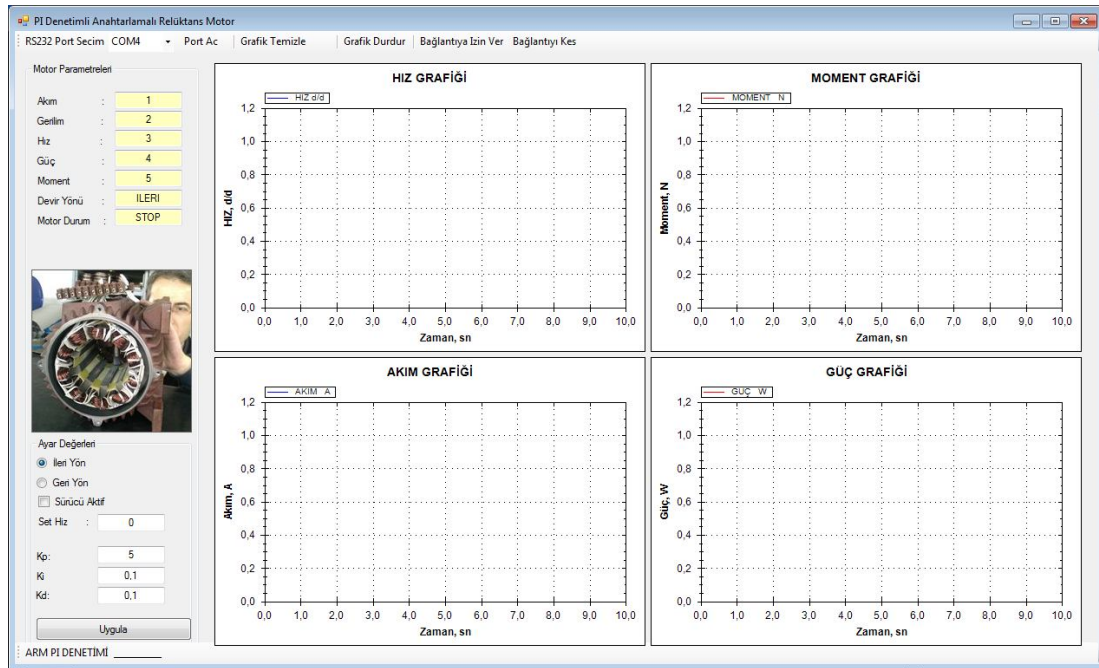 PI Denetimli Anahtarlamalı Relüktans Motor
RS232 Port Secim COM4 Port Ac Grafik Temizle Grafik Durdur Bağlantıya Izin Ver Bağlantıyı Kes
Motor Parametreleri
Akım : 1
Gerilim : 2
Hız : 3
Güç : 4
Moment : 5
Devir Yönü : ILERI
Motor Durum : STOP
Ayar Değerleri
İleri Yön
Geri Yön
Sürücü Aktif
Set Hiz : 0
Kp: 5
Ki 0,1
Kd: 0,1
Uygula
ARM PI DENETİMİ ________
HIZ GRAFİĞİ
HIZ d/d
1,2
1,0
0,8
0,6
0,4
0,2
0,0
HIZ, d/d
0,0 1,0 2,0 3,0 4,0 5,0 6,0 7,0 8,0 9,0 10,0
Zaman, sn
MOMENT GRAFİĞİ
MOMENT N
1,2
1,0
0,8
0,6
0,4
0,2
0,0
Moment, N
0,0 1,0 2,0 3,0 4,0 5,0 6,0 7,0 8,0 9,0 10,0
Zaman, sn
AKIM GRAFİĞİ
AKIM A
1,2
1,0
0,8
0,6
0,4
0,2
0,0
Akım, A
0,0 1,0 2,0 3,0 4,0 5,0 6,0 7,0 8,0 9,0 10,0
Zaman, sn
GÜÇ GRAFİĞİ
GUÇ W
1,2
1,0
0,8
0,6
0,4
0,2
0,0
Güç, W
0,0 1,0 2,0 3,0 4,0 5,0 6,0 7,0 8,0 9,0 10,0
Zaman, sn